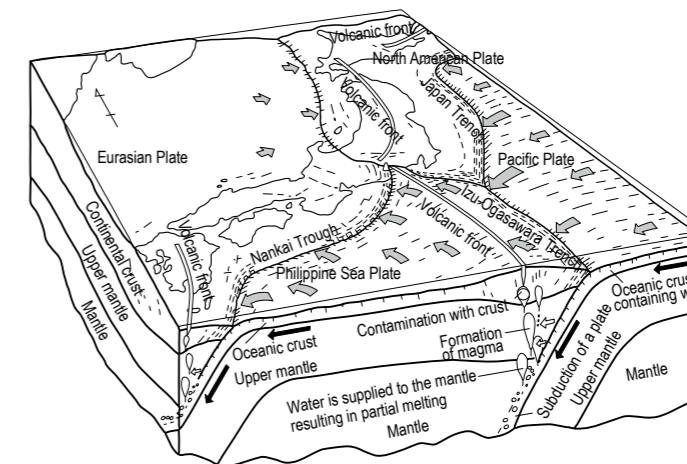 Volcanic front
North American Plate
Volcanic front
Japan Trench
Eurasian Plate
Pacific Plate
Izu-Ogasawara Trench
Volcanic front
Nankai Trough
Philippine Sea Plate
Volcanic front
Continental crust
Upper mantle
Mantle
Oceanic crust
containing
Contamination with crust
Formation
of magma
Oceanic crust
Upper mantle
Subduction of a plate
Upper mantle
Mantle
Water is supplied to the mantle
resulting in partial melting
Mantle